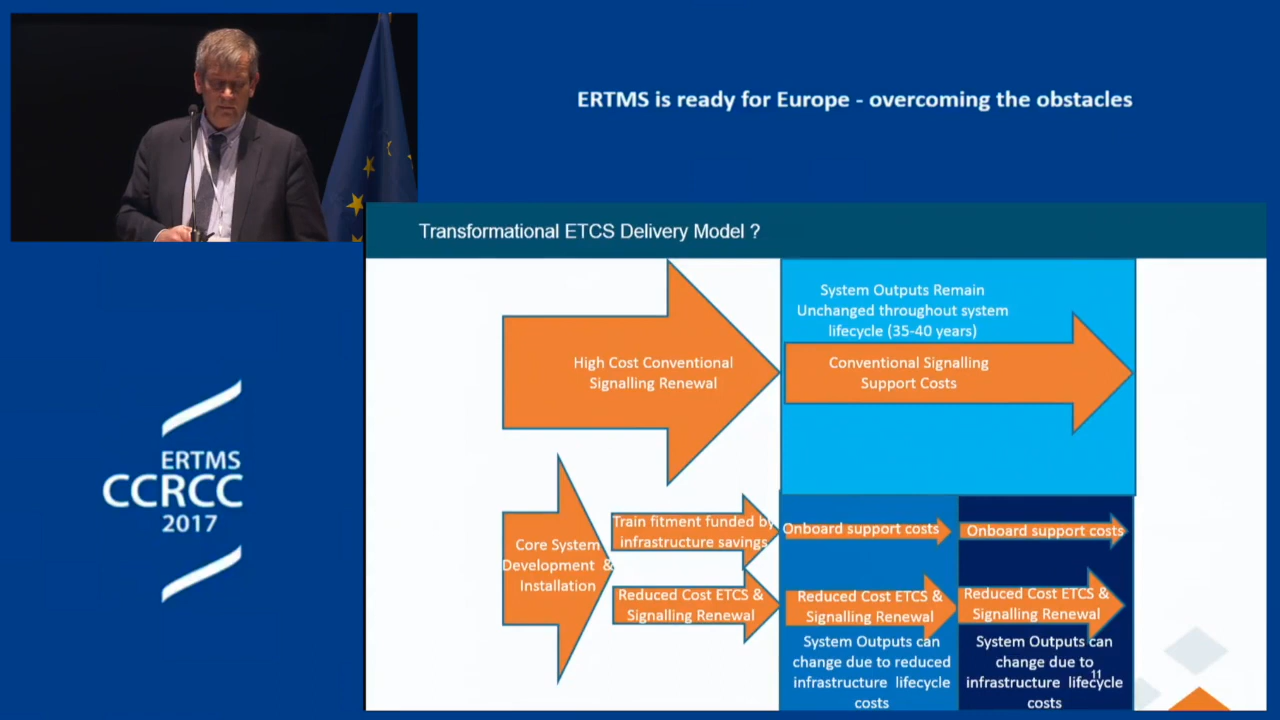 ERTMS is ready for Europe - overcoming the obstacles
Transformational ETCS Delivery Model ?
High Cost Conventional
Signalling Renewal
System Outputs Remain
Unchanged throughout system
lifecycle (35-40 years)
Conventional Signalling
Support Costs
Core System
Development &
Installation
Train fitment funded by
infrastructure savings
Reduced Cost ETCS &
Signalling Renewal
Onboard support costs
Reduced Cost ETCS &
Signalling Renewal
System Outputs can
change due to reduced
infrastructure lifecycle
costs
Onboard support costs
Reduced Cost ETCS &
Signalling Renewal
System Outputs can
change due to
infrastructure lifecycle
costs
11
ERTMS
CCRCC
2017